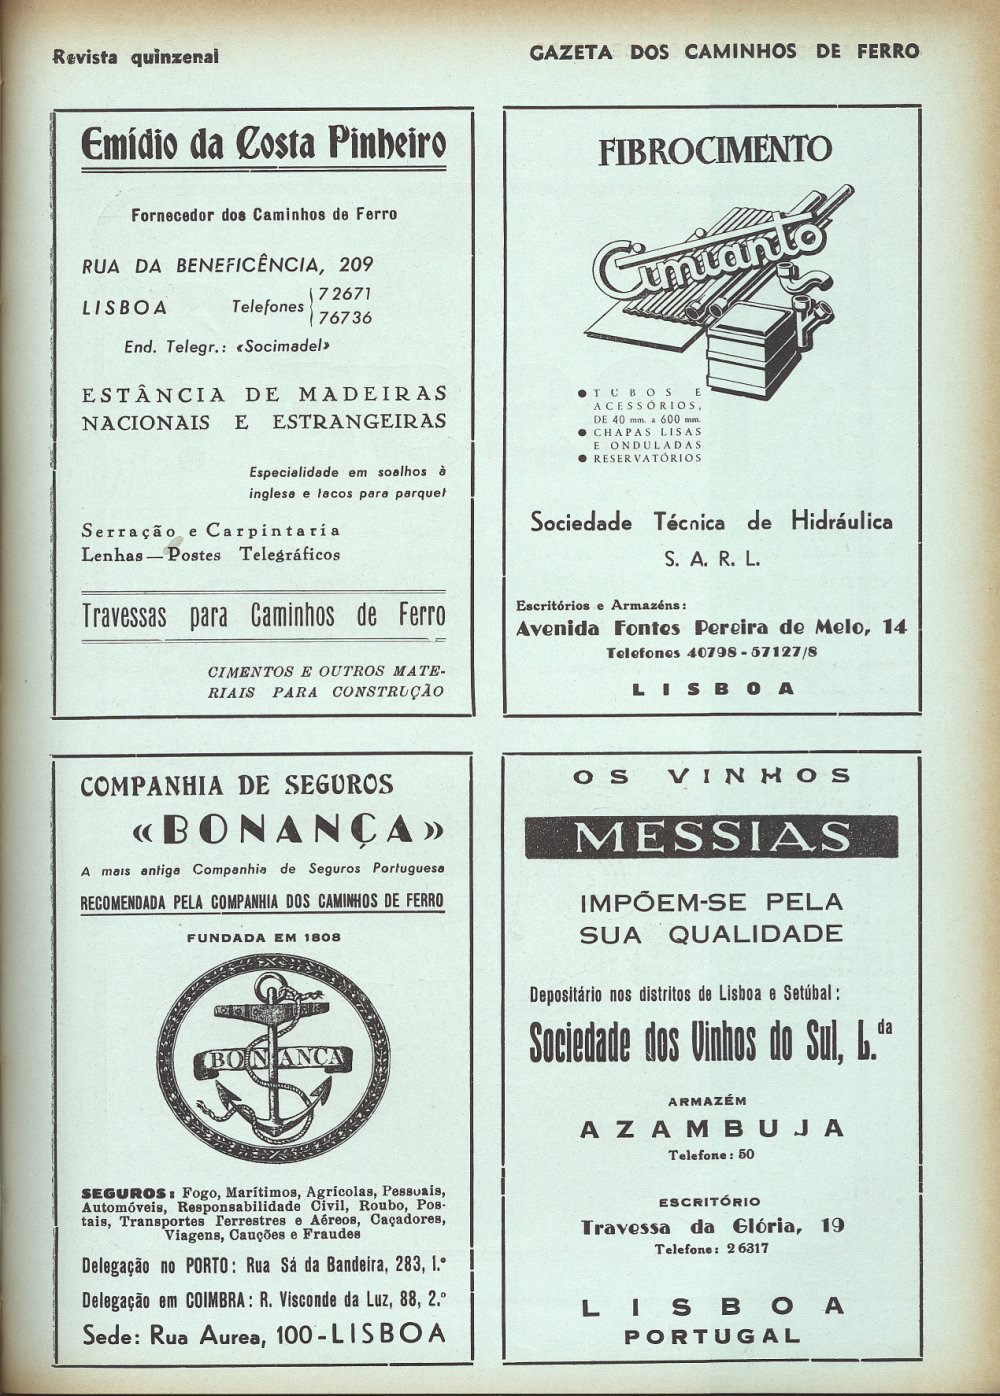 Revista quinzenal
GAZETA DOS CAMINHOS DE FERRO
Emídio da Costa Pinheiro
Fornecedor dos Caminhos de Ferro
RUA DA BENEFICÊNCIA, 209
LISBOA Telefones 72671
76736
End. Telegr.: «Socimadel»
ESTÂNCIA DE MADEIRAS
NACIONAIS E ESTRANGEIRAS
Especialidade em soalhos à
inglesa e tacos para parquet
Serração e Carpintaria
Lenhas—Postes Telegráficos
Travessas para Caminhos de Ferro
CIMENTOS E OUTROS MATE-
RIAIS PARA CONSTRUÇÃO
FIBROCIMENTO
Cimianto
● TUBOS E
ACESSÓRIOS,
DE 40 mm. a 600 mm.
● CHAPAS LISAS
E ONDULADAS
● RESERVATÓRIOS
Sociedade Técnica de Hidráulica
S. A. R. L.
Escritórios e Armazéns:
Avenida Fontes Pereira de Melo, 14
Telefones 40798-57127/8
LISBOA
COMPANHIA DE SEGUROS
«BONANÇA»
A mais antiga Companhia de Seguros Portuguesa
RECOMENDADA PELA COMPANHIA DOS CAMINHOS DE FERRO
FUNDADA EM 1808
BONANÇA
SEGUROS: Fogo, Marítimos, Agrícolas, Pessoais,
Automóveis, Responsabilidade Civil, Roubo, Pos-
tais, Transportes Terrestres e Aéreos, Caçadores,
Viagens, Cauções e Fraudes
Delegação no PORTO: Rua Sá da Bandeira, 283, 1.º
Delegação em COIMBRA: R. Visconde da Luz, 88, 2.º
Sede: Rua Aurea, 100-LISBOA
OS VINHOS
MESSIAS
IMPÕEM-SE PELA
SUA QUALIDADE
Depositário nos distritos de Lisboa e Setúbal:
Sociedade dos Vinhos do Sul, L.da
ARMAZÉM
AZAMBUJA
Telefone: 50
ESCRITÓRIO
Travessa da Glória, 19
Telefone: 26317
LISBOA
PORTUGAL